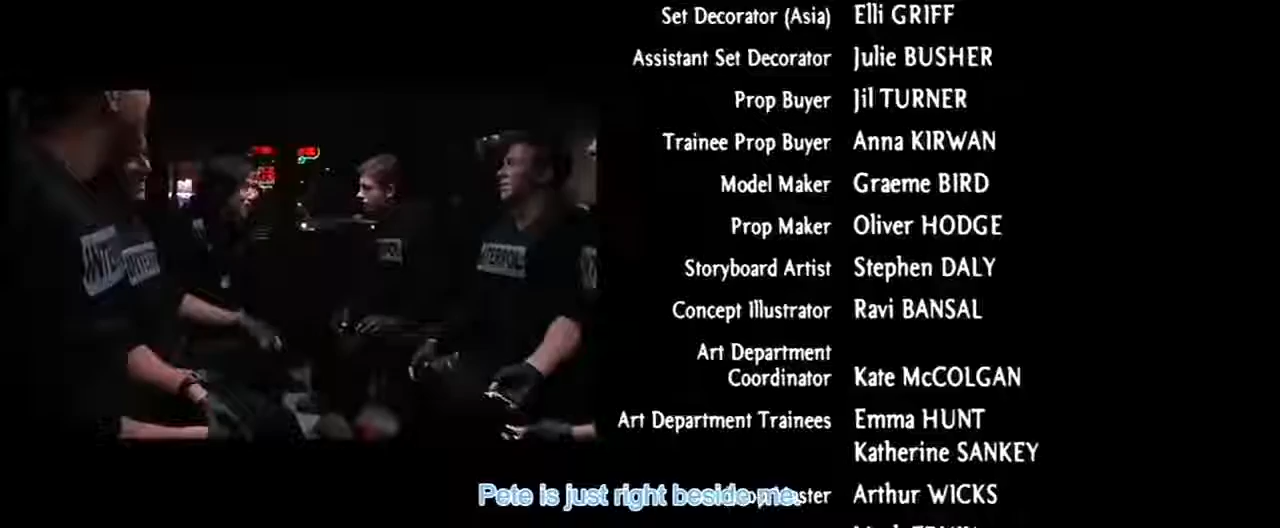 Set Decorator (Asia) Elli GRIFF
Assistant Set Decorator Julie BUSHER
Prop Buyer Jil TURNER
Trainee Prop Buyer Anna KIRWAN
Model Maker Graeme BIRD
Prop Maker Oliver HODGE
Storyboard Artist Stephen DALY
Concept Illustrator Ravi BANSAL
Art Department
Coordinator Kate McCOLGAN
Art Department Trainees Emma HUNT
Katherine SANKEY
Arthur WICKS
Pete is just right beside me.